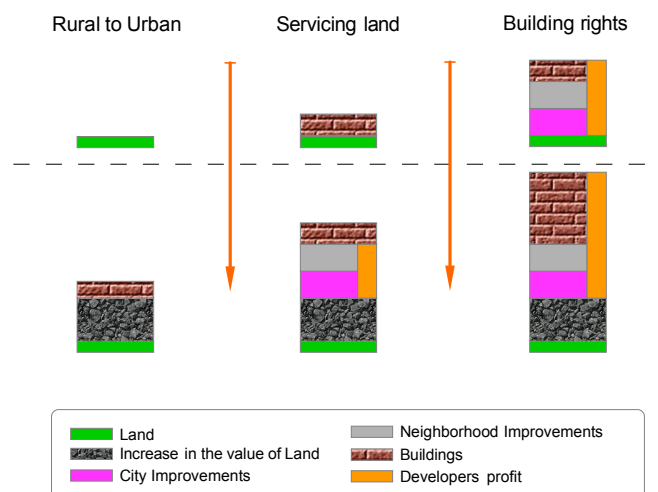 Rural to Urban
Servicing land
Building rights
Land
Increase in the value of Land
City Improvements
Neighborhood Improvements
Buildings
Developers profit